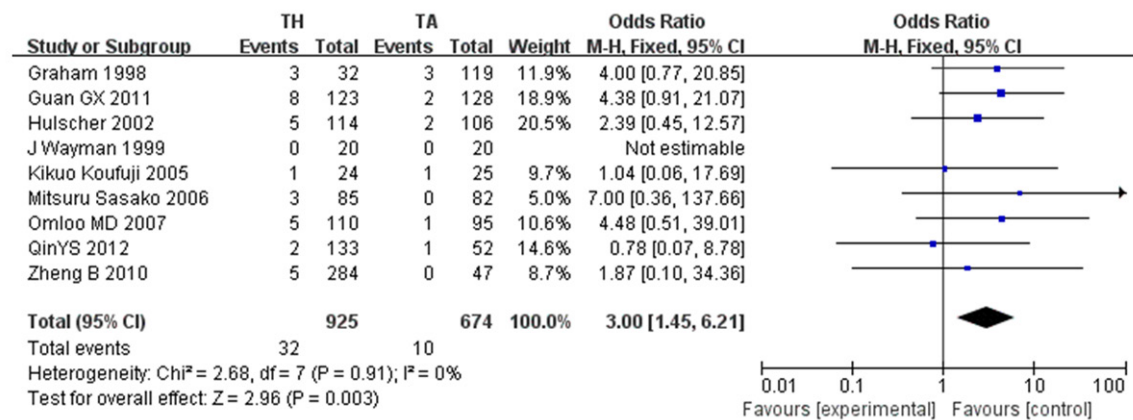 TH TA Odds Ratio Odds Ratio
Study or Subgroup Events Total Events Total Weight M-H, Fixed, 95% CI M-H, Fixed, 95% CI
Graham 1998 3 32 3 119 11.9% 4.00 [0.77, 20.85]
Guan GX 2011 8 123 2 128 18.9% 4.38 [0.91, 21.07]
Hulscher 2002 5 114 2 106 20.5% 2.39 [0.45, 12.57]
J Wayman 1999 0 20 0 20 Not estimable
Kikuo Koufuji 2005 1 24 1 25 9.7% 1.04 [0.06, 17.69]
Mitsuru Sasako 2006 3 85 0 82 5.0% 7.00 [0.36, 137.66]
Omloo MD 2007 5 110 1 95 10.6% 4.48 [0.51, 39.01]
QinYS 2012 2 133 1 52 14.6% 0.78 [0.07, 8.78]
Zheng B 2010 5 284 0 47 8.7% 1.87 [0.10, 34.36]
Total (95% CI) 925 674 100.0% 3.00 [1.45, 6.21]
Total events 32 10
Heterogeneity: Chi² = 2.68, df = 7 (P = 0.91); I² = 0%
Test for overall effect: Z = 2.96 (P = 0.003)
0.01 0.1 1 10 100
Favours [experimental] Favours [control]